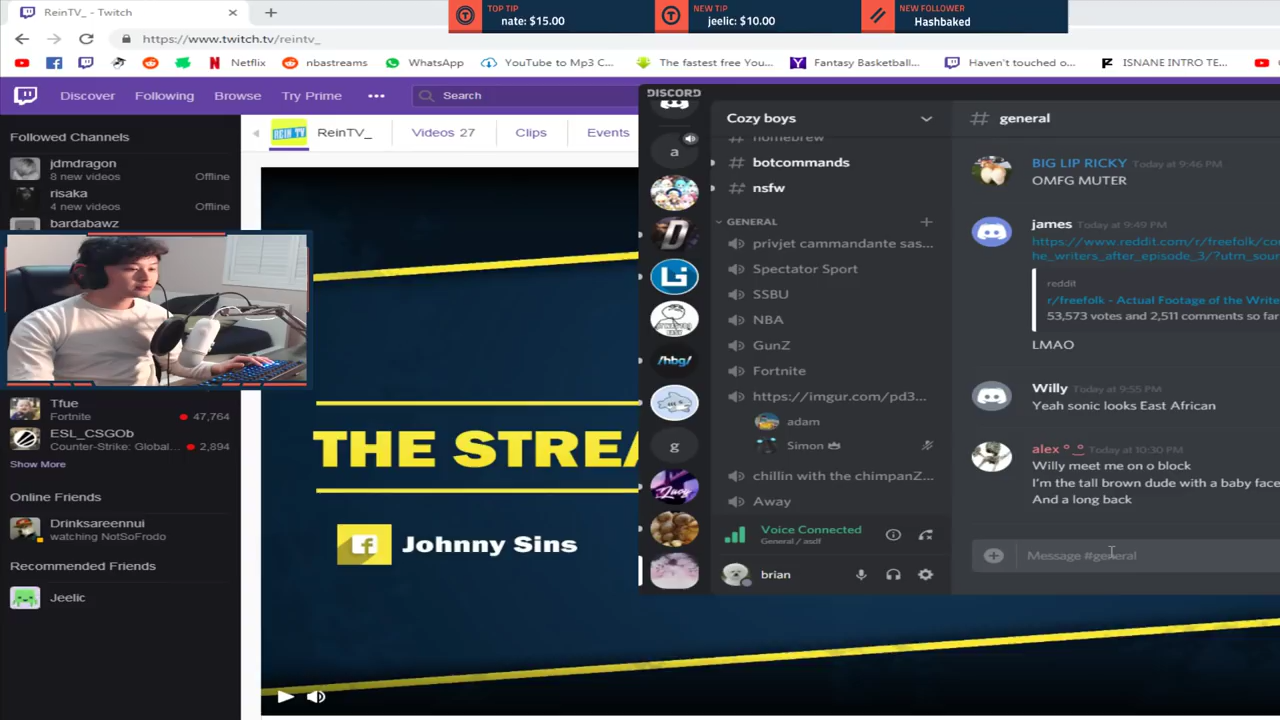 ReinTV_ - Twitch
TOP TIP
nate: $15.00
NEW TIP
jeelic: $10.00
NEW FOLLOWER
Hashbaked
https://www.twitch.tv/reintv_
Netflix
nbastreams
WhatsApp
YouTube to Mp3 C...
The fastest free You...
Fantasy Basketball...
Haven't touched o...
ISNANE INTRO TE...
Discover
Following
Browse
Try Prime
Search
ReinTV_
Videos 27
Clips
Events
Followed Channels
jdmdragon
8 new videos
Offline
risaka
4 new videos
Offline
bardabawz
Tfue
Fortnite
47,764
ESL_CSGOb
Counter-Strike: Global...
2,894
Show More
Online Friends
Drinksareennui
watching NotSoFrodo
Recommended Friends
Jeelic
REIN TV
THE STREA
Johnny Sins
DISCORD
a
/hbg/
g
Cozy boys
homebrew
# botcommands
# nsfw
GENERAL
privjet cammandante sas...
Spectator Sport
SSBU
NBA
GunZ
Fortnite
https://imgur.com/pd3...
adam
Simon
chillin with the chimpanZ...
Away
Voice Connected
General / asdf
brian
# general
BIG LIP RICKY Today at 9:46 PM
OMFG MUTER
james Today at 9:49 PM
https://www.reddit.com/r/freefolk/co
he_writers_after_episode_3/?utm_sour
reddit
r/freefolk - Actual Footage of the Write
53,573 votes and 2,511 comments so far
LMAO
Willy Today at 9:55 PM
Yeah sonic looks East African
alex Today at 10:30 PM
Willy meet me on o block
I'm the tall brown dude with a baby face
And a long back
Message #general